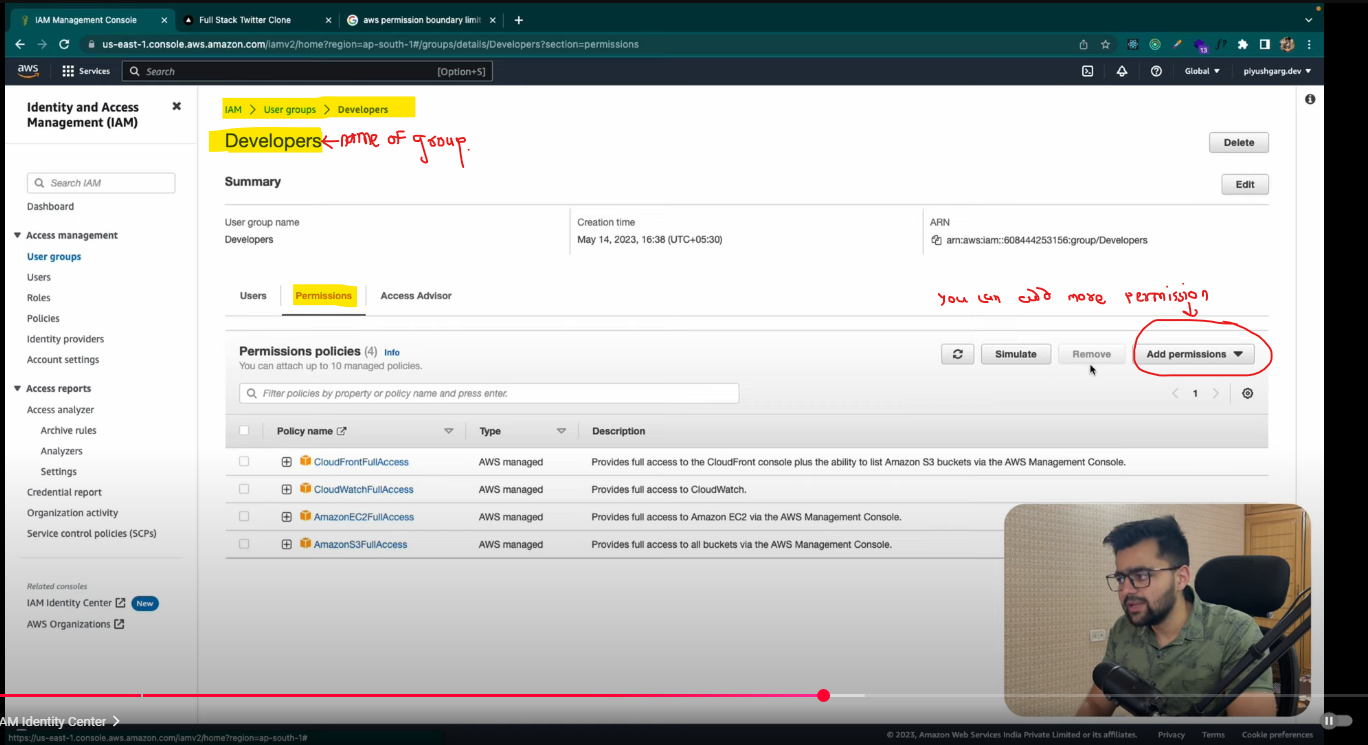 IAM Management Console
Full Stack Twitter Clone
aws permission boundary limit
us-east-1.console.aws.amazon.com/iamv2/home?region=ap-south-1#/groups/details/Developers?section=permissions
13
aws
Services
Search
[Option+S]
Global
piyushgarg.dev
Identity and Access
Management (IAM)
Search IAM
Dashboard
Access management
User groups
Users
Roles
Policies
Identity providers
Account settings
Access reports
Access analyzer
Archive rules
Analyzers
Settings
Credential report
Organization activity
Service control policies (SCPs)
Related consoles
IAM Identity Center New
AWS Organizations
IAM > User groups > Developers
Developers ← name of group.
Delete
Summary
Edit
User group name
Developers
Creation time
May 14, 2023, 16:38 (UTC+05:30)
ARN
arn:aws:iam::608444253156:group/Developers
Users
Permissions
Access Advisor
you can add more permission
Permissions policies (4) Info
You can attach up to 10 managed policies.
Simulate
Remove
Add permissions
Filter policies by property or policy name and press enter.
1
Policy name
Type
Description
CloudFrontFullAccess AWS managed Provides full access to the CloudFront console plus the ability to list Amazon S3 buckets via the AWS Management Console.
CloudWatchFullAccess AWS managed Provides full access to CloudWatch.
AmazonEC2FullAccess AWS managed Provides full access to Amazon EC2 via the AWS Management Console.
AmazonS3FullAccess AWS managed Provides full access to all buckets via the AWS Management Console.
AM Identity Center >
https://us-east-1.console.aws.amazon.com/iamv2/home?region=ap-south-1#
© 2023, Amazon Web Services India Private Limited or its affiliates.
Privacy
Terms
Cookie preferences